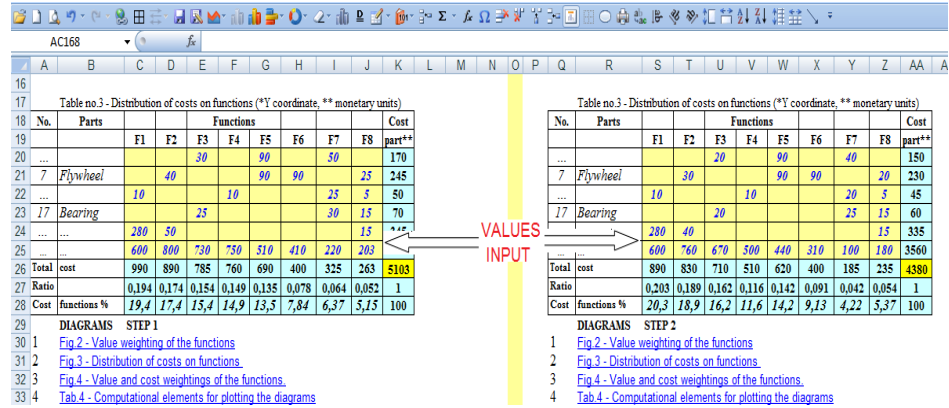 AC168 fx
A B C D E F G H I J K L M N O P Q R S T U V W X Y Z AA A
16
17 Table no.3 - Distribution of costs on functions (*Y coordinate, ** monetary units) Table no.3 - Distribution of costs on functions (*Y coordinate, ** monetary units)
18 No. Parts Functions Cost No. Parts Functions Cost
19 F1 F2 F3 F4 F5 F6 F7 F8 part** F1 F2 F3 F4 F5 F6 F7 F8 part**
20 ... 30 90 50 170 ... 20 90 40 150
21 7 Flywheel 40 90 90 25 245 7 Flywheel 30 90 90 20 230
22 ... 10 10 25 5 50 ... 10 10 20 5 45
23 17 Bearing 25 30 15 70 17 Bearing 20 25 15 60
24 ... ... 280 50 15 ... 280 40 15 335
VALUES
25 ... ... 600 800 730 750 510 410 220 203 ... 600 760 670 500 440 310 100 180 3560
INPUT
26 Total cost 990 890 785 760 690 400 325 263 5103 Total cost 890 830 710 510 620 400 185 235 4380
27 Ratio 0,194 0,174 0,154 0,149 0,135 0,078 0,064 0,052 1 Ratio 0,203 0,189 0,162 0,116 0,142 0,091 0,042 0,054 1
28 Cost functions % 19,4 17,4 15,4 14,9 13,5 7,84 6,37 5,15 100 Cost functions % 20,3 18,9 16,2 11,6 14,2 9,13 4,22 5,37 100
29 DIAGRAMS STEP 1 DIAGRAMS STEP 2
30 1 Fig.2 - Value weighting of the functions 1 Fig.2 - Value weighting of the functions
31 2 Fig.3 - Distribution of costs on functions 2 Fig.3 - Distribution of costs on functions
32 3 Fig.4 - Value and cost weightings of the functions. 3 Fig.4 - Value and cost weightings of the functions.
33 4 Tab.4 - Computational elements for plotting the diagrams 4 Tab.4 - Computational elements for plotting the diagrams